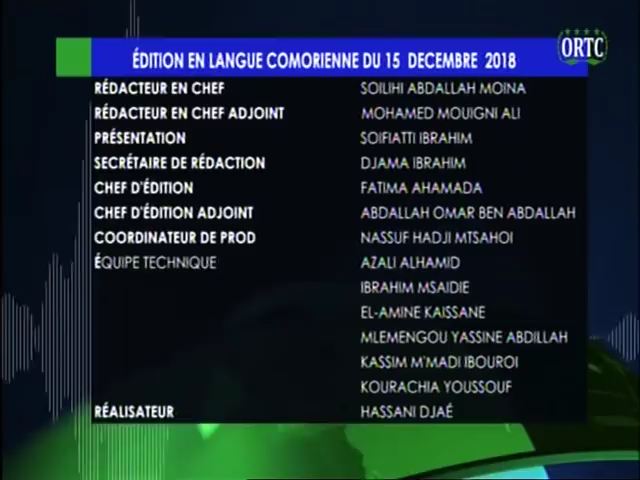 ORTC
ÉDITION EN LANGUE COMORIENNE DU 15 DECEMBRE 2018
RÉDACTEUR EN CHEF SOILIHI ABDALLAH MOINA
RÉDACTEUR EN CHEF ADJOINT MOHAMED MOUIGNI ALI
PRÉSENTATION SOIFIATTI IBRAHIM
SECRÉTAIRE DE RÉDACTION DJAMA IBRAHIM
CHEF D'ÉDITION FATIMA AHAMADA
CHEF D'ÉDITION ADJOINT ABDALLAH OMAR BEN ABDALLAH
COORDINATEUR DE PROD NASSUF HADJI MTSAHOI
ÉQUIPE TECHNIQUE AZALI ALHAMID
IBRAHIM MSAIDIE
EL-AMINE KAISSANE
MLEMENGOU YASSINE ABDILLAH
KASSIM M'MADI IBOUROI
KOURACHIA YOUSSOUF
RÉALISATEUR HASSANI DJAÉ